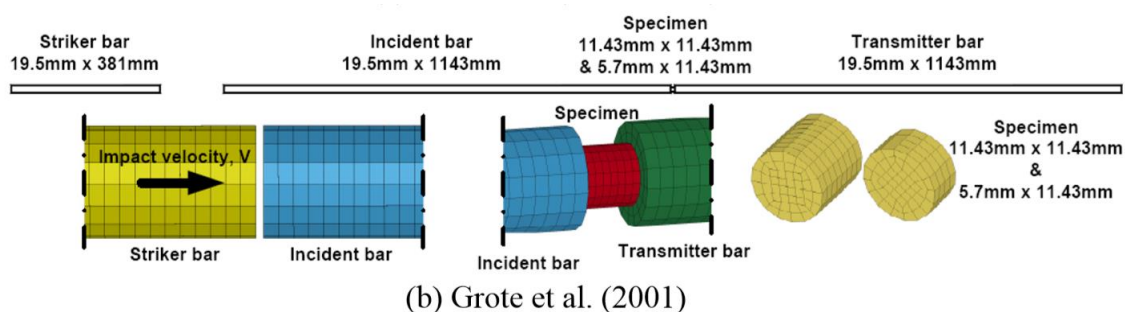 Striker bar
19.5mm x 381mm
Incident bar
19.5mm x 1143mm
Specimen
11.43mm x 11.43mm
& 5.7mm x 11.43mm
Transmitter bar
19.5mm x 1143mm
Impact velocity, V
Striker bar
Incident bar
Specimen
Incident bar
Transmitter bar
Specimen
11.43mm x 11.43mm
&
5.7mm x 11.43mm
(b) Grote et al. (2001)